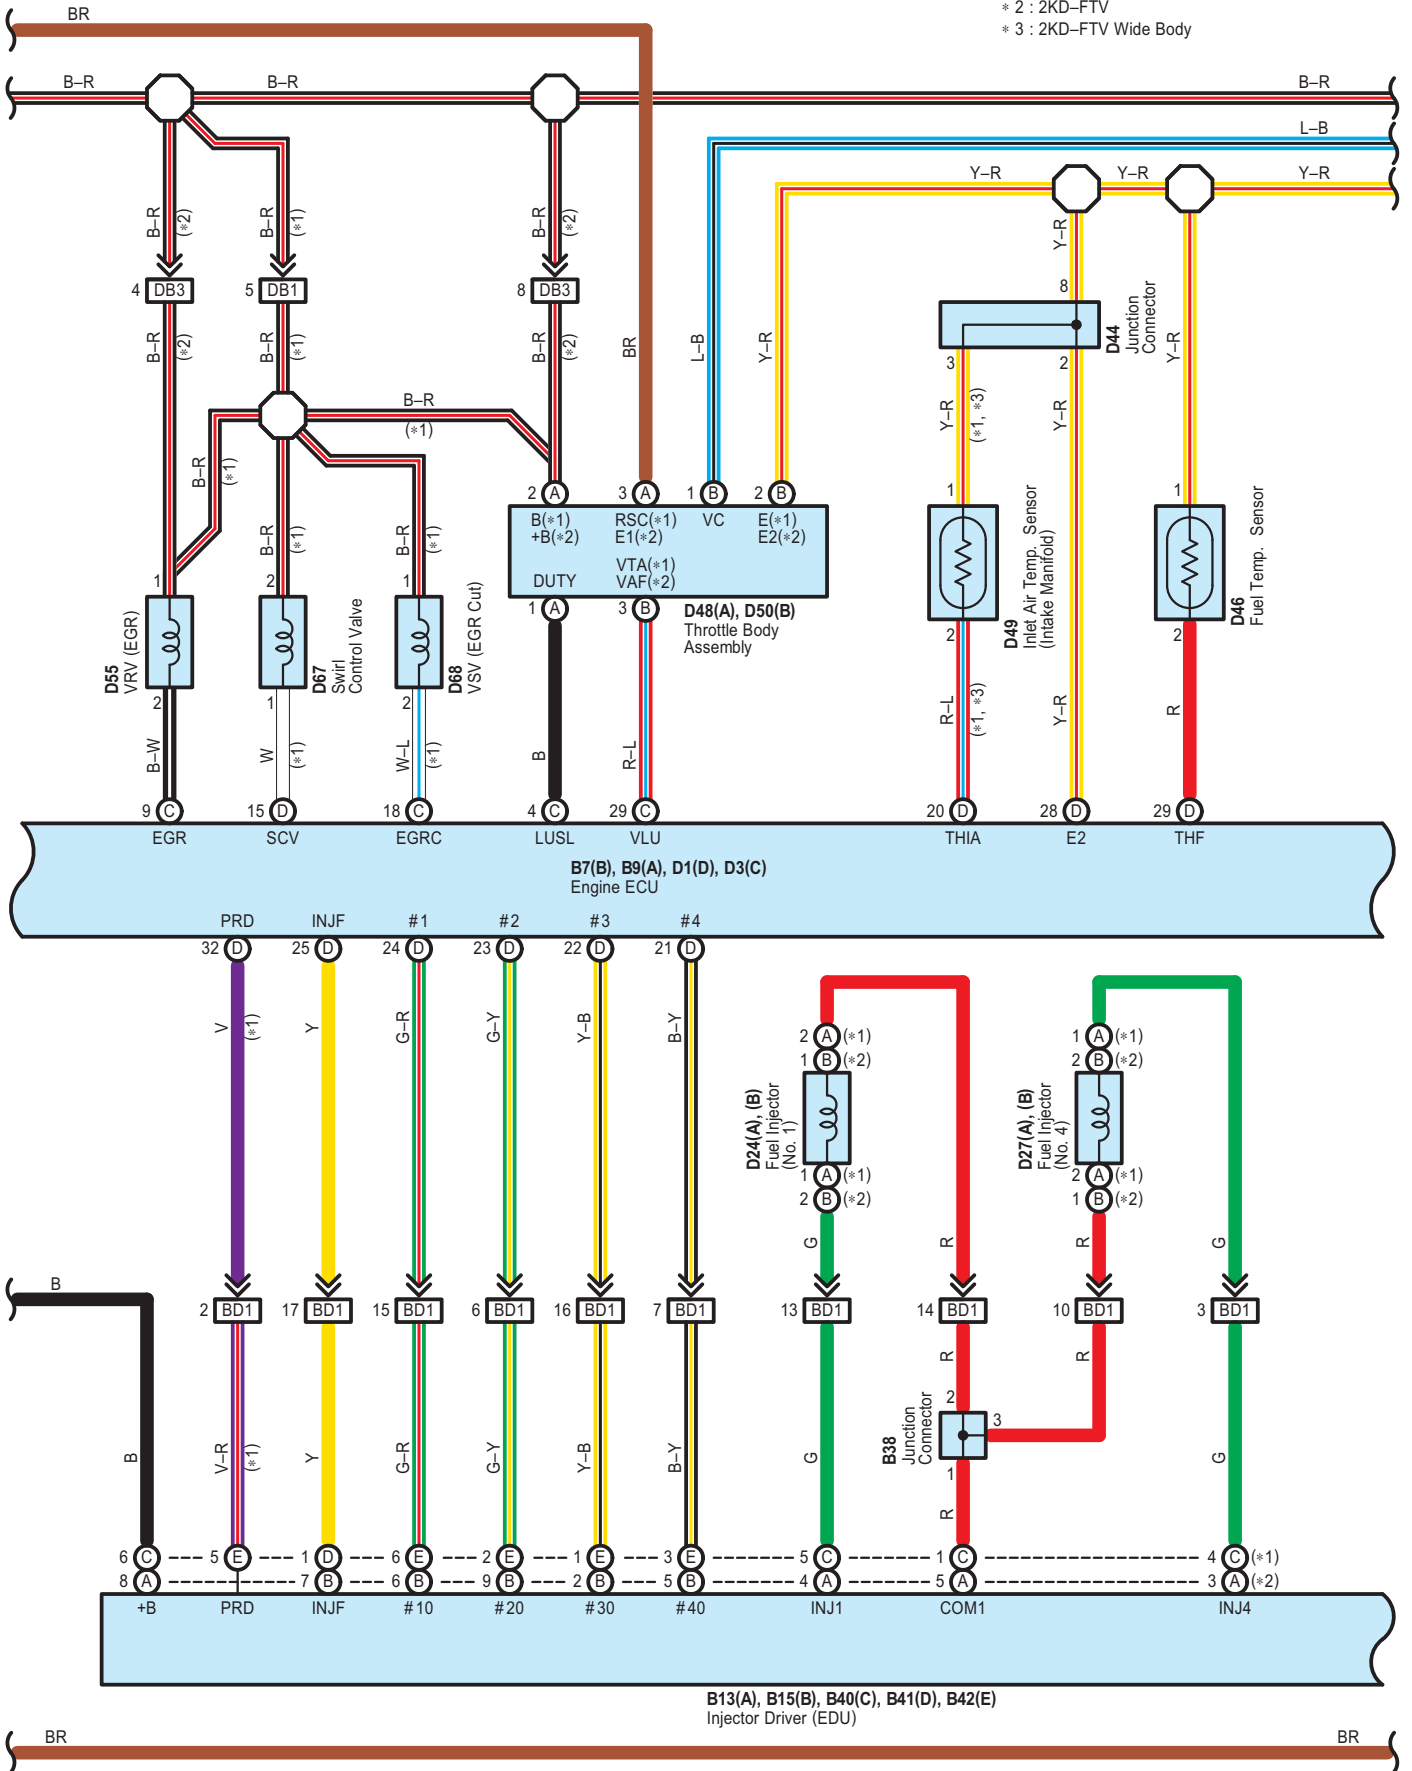 ∗ 2 : 2KD–FTV
∗ 3 : 2KD–FTV Wide Body
BR
B–R B–R B–R
L–B
Y–R Y–R Y–R
B–R (∗2) B–R (∗1) B–R (∗2) Y–R
4 DB3 5 DB1 8 DB3 8
D44 Junction Connector
B–R (∗2) B–R (∗1) B–R (∗2) BR L–B Y–R 3 2 Y–R
B–R (∗1)
B–R (∗1) Y–R (∗1, ∗3) Y–R
2 A 3 A 1 B 2 B 1 1
B(∗1) RSC(∗1) VC E(∗1)
+B(∗2) E1(∗2) E2(∗2)
B–R (∗1) B–R (∗1)
VTA(∗1)
DUTY VAF(∗2)
1 2 1 1 A 3 B
D48(A), D50(B)
Throttle Body
Assembly
D55 VRV (EGR)
D67 Swirl Control Valve
D68 VSV (EGR Cut)
D49 Inlet Air Temp. Sensor (Intake Manifold)
D46 Fuel Temp. Sensor
2 1 2 2 2
B–W W (∗1) W–L (∗1) B R–L R–L (∗1, ∗3) Y–R R
9 C 15 D 18 C 4 C 29 C 20 D 28 D 29 D
EGR SCV EGRC LUSL VLU THIA E2 THF
B7(B), B9(A), D1(D), D3(C)
Engine ECU
PRD INJF #1 #2 #3 #4
32 D 25 D 24 D 23 D 22 D 21 D
V (∗1) Y G–R G–Y Y–B B–Y
2 A (∗1) 1 A (∗1)
1 B (∗2) 2 B (∗2)
D24(A), (B) Fuel Injector (No. 1)
D27(A), (B) Fuel Injector (No. 4)
1 A (∗1) 2 A (∗1)
2 B (∗2) 1 B (∗2)
G R R G
B
2 BD1 17 BD1 15 BD1 6 BD1 16 BD1 7 BD1 13 BD1 14 BD1 10 BD1 3 BD1
R R
2 3
B38 Junction Connector
1
B V–R (∗1) Y G–R G–Y Y–B B–Y G R G
6 C 5 E 1 D 6 E 2 E 1 E 3 E 5 C 1 C 4 C (∗1)
8 A 7 B 6 B 9 B 2 B 5 B 4 A 5 A 3 A (∗2)
+B PRD INJF #10 #20 #30 #40 INJ1 COM1 INJ4
B13(A), B15(B), B40(C), B41(D), B42(E)
Injector Driver (EDU)
BR BR